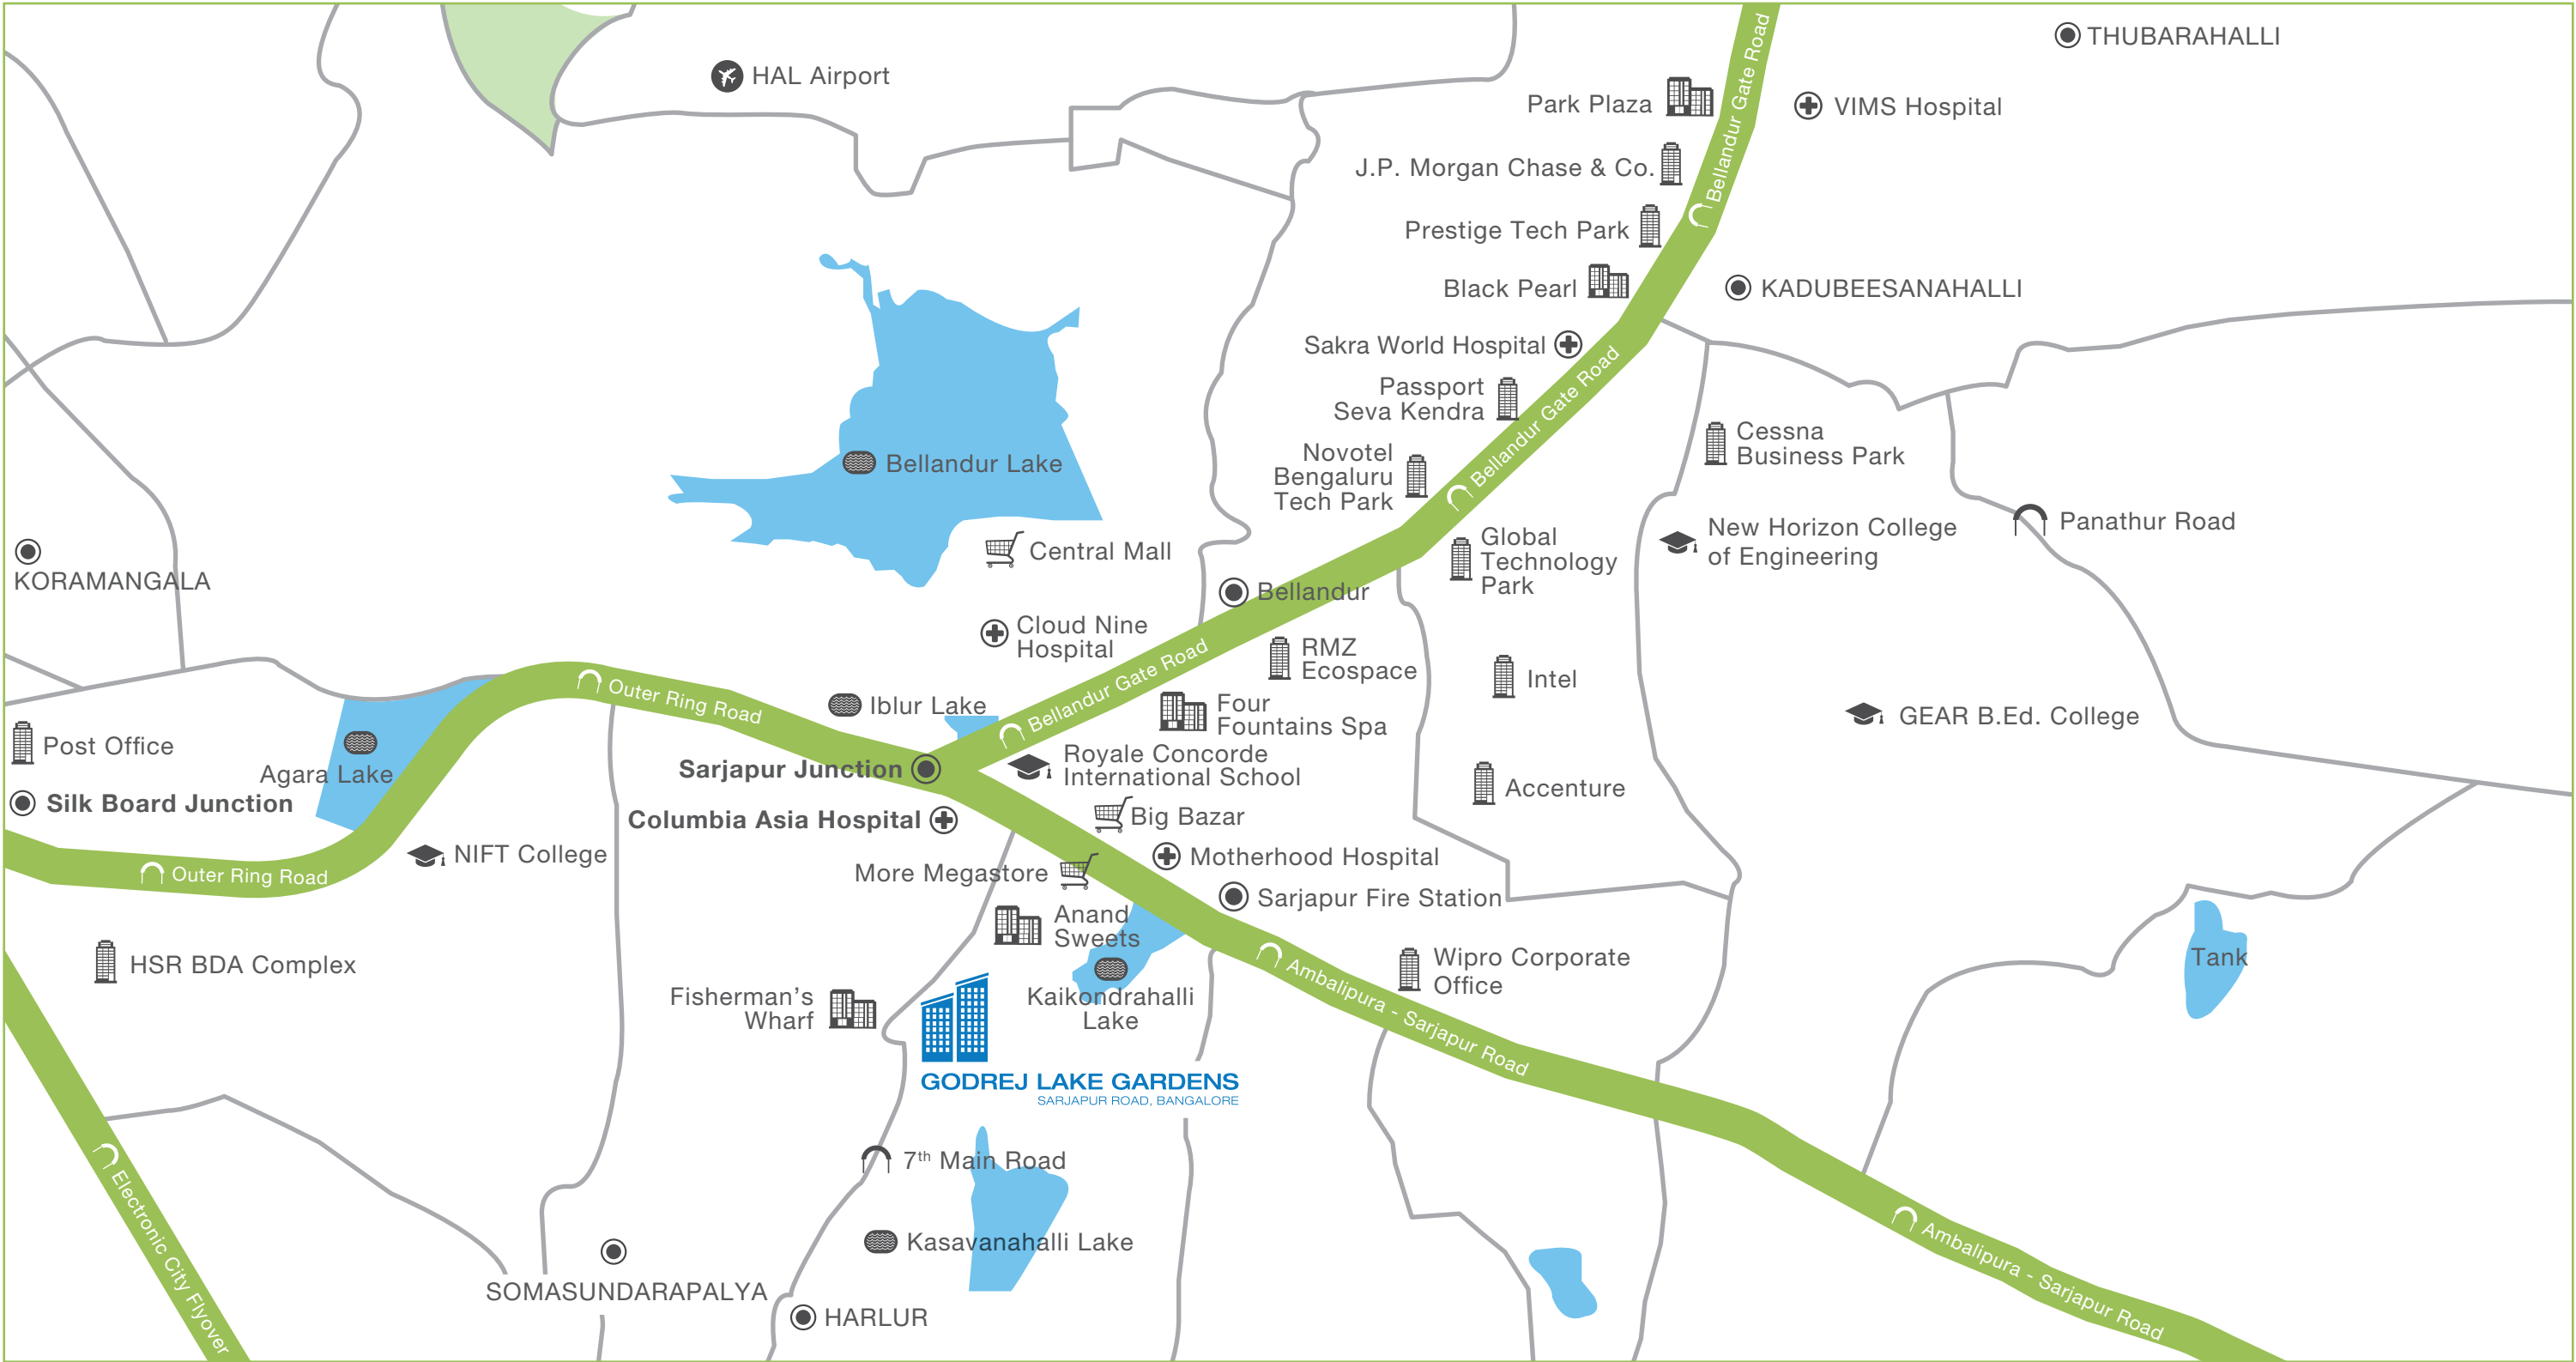 THUBARAHALLI
HAL Airport
Park Plaza
VIMS Hospital
Bellandur Gate Road
J.P. Morgan Chase & Co.
Prestige Tech Park
Black Pearl
KADUBEESANAHALLI
Sakra World Hospital
Passport
Seva Kendra
Bellandur Gate Road
Cessna
Business Park
Novotel
Bengaluru
Tech Park
Bellandur Lake
Central Mall
Global
Technology
Park
New Horizon College
of Engineering
Panathur Road
KORAMANGALA
Bellandur
Cloud Nine
Hospital
RMZ
Ecospace
Bellandur Gate Road
Intel
Outer Ring Road
Iblur Lake
Four
Fountains Spa
GEAR B.Ed. College
Post Office
Agara Lake
Sarjapur Junction
Royale Concorde
International School
Silk Board Junction
Accenture
Columbia Asia Hospital
Big Bazar
NIFT College
Motherhood Hospital
Outer Ring Road
More Megastore
Sarjapur Fire Station
Anand
Sweets
HSR BDA Complex
Wipro Corporate
Office
Tank
Fisherman's
Wharf
Kaikondrahalli
Lake
Ambalipura - Sarjapur Road
GODREJ LAKE GARDENS
SARJAPUR ROAD, BANGALORE
7th Main Road
Electronic City Flyover
Kasavanahalli Lake
Ambalipura - Sarjapur Road
SOMASUNDARAPALYA
HARLUR